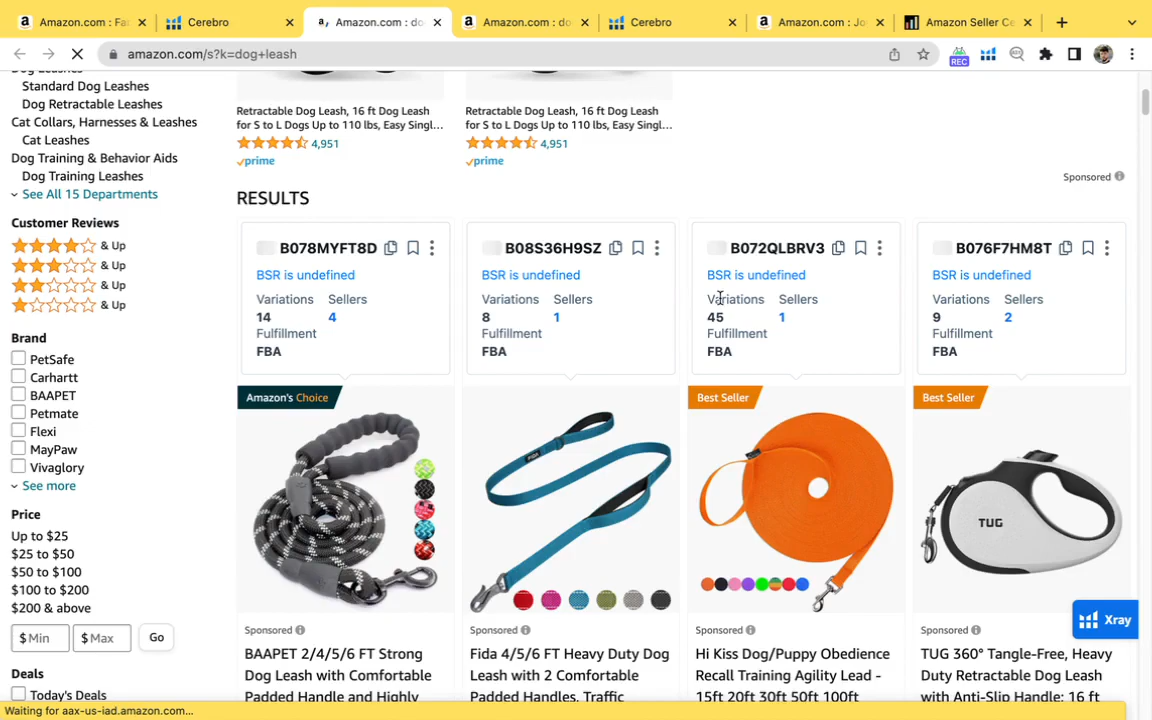 Amazon.com : Fa
Cerebro
Amazon.com : do
Amazon.com : do
Cerebro
Amazon.com : Jo
Amazon Seller Ce
amazon.com/s?k=dog+leash
REC
Dog Leashes
Standard Dog Leashes
Dog Retractable Leashes
Cat Collars, Harnesses & Leashes
Cat Leashes
Dog Training & Behavior Aids
Dog Training Leashes
See All 15 Departments
Customer Reviews
& Up
& Up
& Up
& Up
Brand
PetSafe
Carhartt
BAAPET
Petmate
Flexi
MayPaw
Vivaglory
See more
Price
Up to $25
$25 to $50
$50 to $100
$100 to $200
$200 & above
$ Min
$ Max
Go
Deals
Today's Deals
Waiting for aax-us-iad.amazon.com...
Retractable Dog Leash, 16 ft Dog Leash
for S to L Dogs Up to 110 lbs, Easy Singl...
4,951
prime
Retractable Dog Leash, 16 ft Dog Leash
for S to L Dogs Up to 110 lbs, Easy Singl...
4,951
prime
Sponsored
RESULTS
B078MYFT8D
BSR is undefined
Variations Sellers
14 4
Fulfillment
FBA
Amazon's Choice
Sponsored
BAAPET 2/4/5/6 FT Strong
Dog Leash with Comfortable
Padded Handle and Highly
B08S36H9SZ
BSR is undefined
Variations Sellers
8 1
Fulfillment
FBA
Sponsored
Fida 4/5/6 FT Heavy Duty Dog
Leash with 2 Comfortable
Padded Handles, Traffic
B072QLBRV3
BSR is undefined
Variations Sellers
45 1
Fulfillment
FBA
Best Seller
Sponsored
Hi Kiss Dog/Puppy Obedience
Recall Training Agility Lead -
15ft 20ft 30ft 50ft 100ft
B076F7HM8T
BSR is undefined
Variations Sellers
9 2
Fulfillment
FBA
Best Seller
TUG
Sponsored
TUG 360° Tangle-Free, Heavy
Duty Retractable Dog Leash
with Anti-Slip Handle; 16 ft
Xray